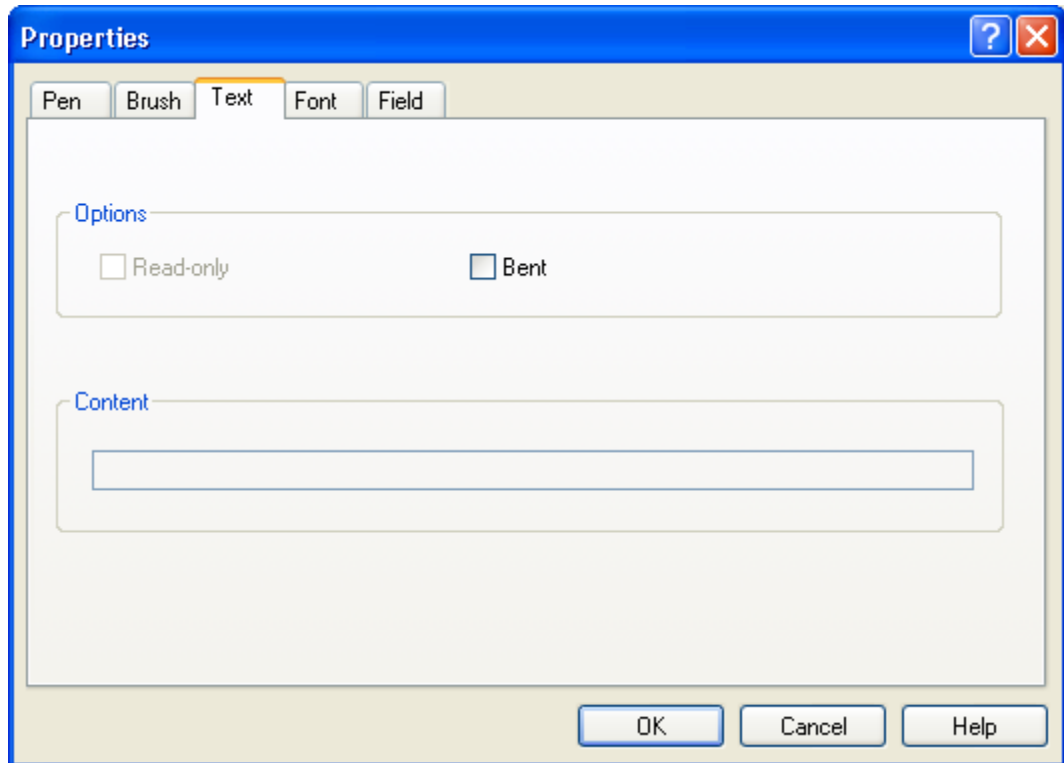 Properties
Pen Brush Text Font Field
Options
Read-only Bent
Content
OK Cancel Help